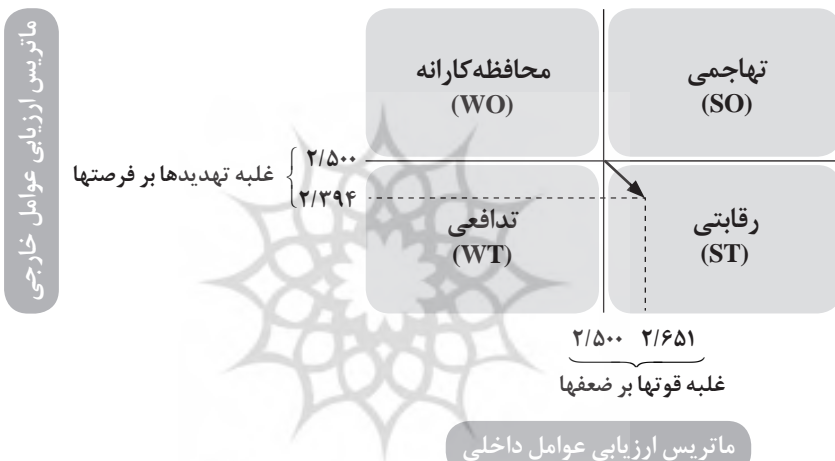 ماتریس ارزیابی عوامل خارجی
تهاجمی
(SO)
محافظه‌کارانه
(WO)
۲/۵۰۰
۲/۳۹۴
غلبه تهدیدها بر فرصتها
رقابتی
(ST)
تدافعی
(WT)
۲/۵۰۰ ۲/۶۵۱
غلبه قوتها بر ضعفها
ماتریس ارزیابی عوامل داخلی